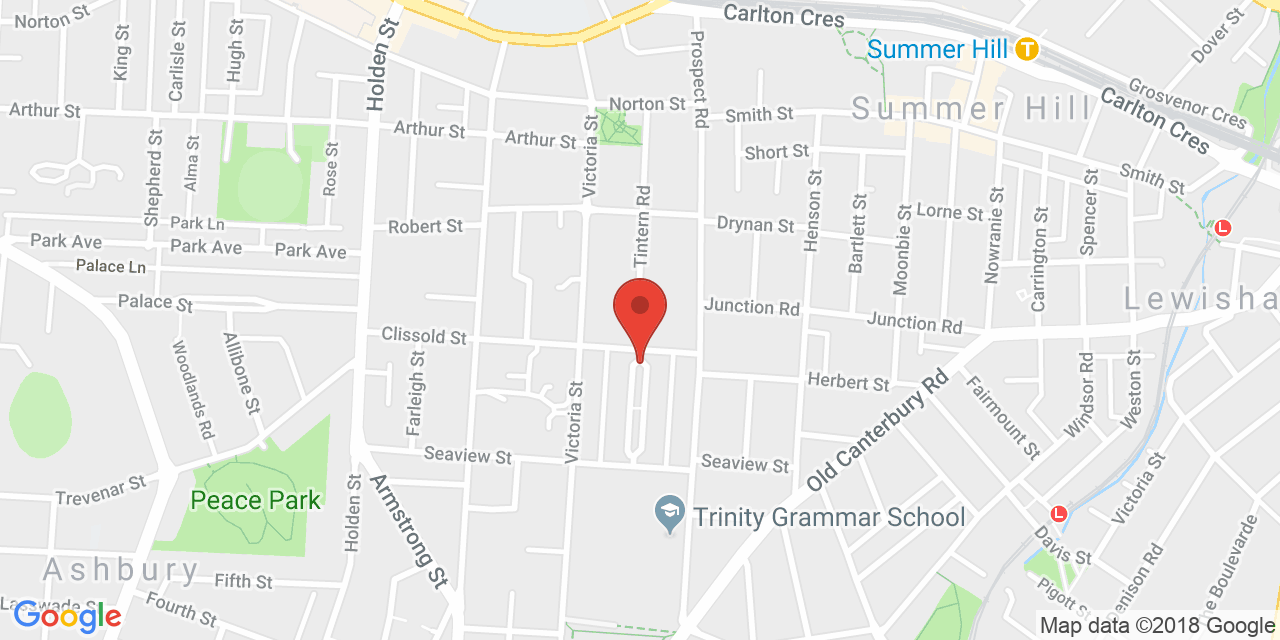 Norton St
King St
Carlisle St
Hugh St
Holden St
Carlton Cres
Prospect Rd
Summer Hill
T
Dover St
Grosvenor Cres
Carlton Cres
Summer Hill
Arthur St
Arthur St
Arthur St
Norton St
Smith St
Short St
Smith St
Shepherd St
Alma St
Rose St
Victoria St
Tintern Rd
Henson St
Bartlett St
Moonbie St
Lorne St
Nowranie St
Carrington St
Spencer St
Park Ln
Park Ave
Park Ave
Park Ave
Robert St
Drynan St
L
Palace Ln
Palace St
Junction Rd
Junction Rd
Lewisha
Clissold St
Allibone St
Woodlands Rd
Farleigh St
Victoria St
Herbert St
Old Canterbury Rd
Fairmount St
Windsor Rd
Weston St
Seaview St
Seaview St
Trevenar St
Peace Park
Holden St
Armstrong St
Trinity Grammar School
L
Victoria St
Davis St
Denison Rd
Pigott S
he Boulevarde
Ashbury
Fifth St
Fourth St
Lasswade S
Google
Map data ©2018 Google